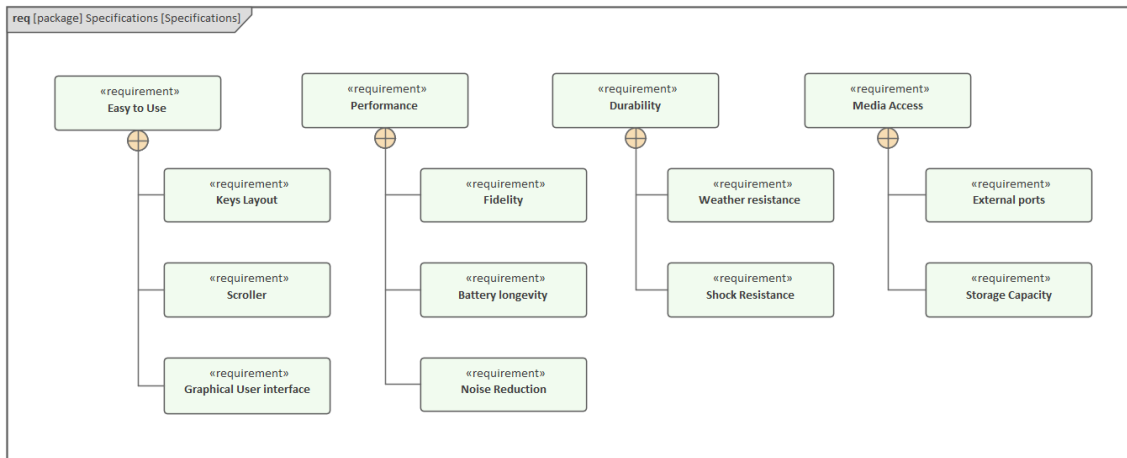 req [package] Specifications [Specifications]
«requirement»
Easy to Use
«requirement»
Keys Layout
«requirement»
Scroller
«requirement»
Graphical User interface
«requirement»
Performance
«requirement»
Fidelity
«requirement»
Battery longevity
«requirement»
Noise Reduction
«requirement»
Durability
«requirement»
Weather resistance
«requirement»
Shock Resistance
«requirement»
Media Access
«requirement»
External ports
«requirement»
Storage Capacity